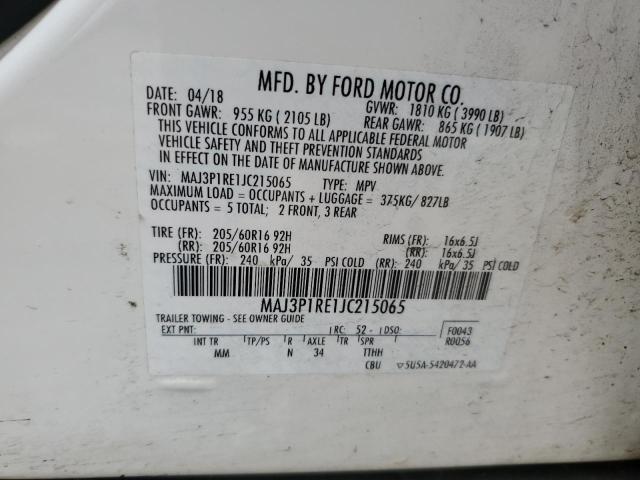 MFD. BY FORD MOTOR CO.
DATE: 04/18 GVWR: 1810 KG ( 3990 LB)
FRONT GAWR: 955 KG ( 2105 LB) REAR GAWR: 865 KG ( 1907 LB)
THIS VEHICLE CONFORMS TO ALL APPLICABLE FEDERAL MOTOR
VEHICLE SAFETY AND THEFT PREVENTION STANDARDS
IN EFFECT ON THE DATE OF MANUFACTURE SHOWN ABOVE.
VIN: MAJ3P1RE1JC215065 TYPE: MPV
MAXIMUM LOAD = OCCUPANTS + LUGGAGE = 375KG/ 827LB
OCCUPANTS = 5 TOTAL; 2 FRONT, 3 REAR
TIRE (FR): 205/60R16 92H RIMS (FR): 16x6.5J
(RR): 205/60R16 92H (RR): 16x6.5J
PRESSURE (FR): 240 kPa/ 35 PSI COLD (RR): 240 kPa/ 35 PSI COLD
MAJ3P1RE1JC215065
TRAILER TOWING - SEE OWNER GUIDE
EXT PNT: RC: 52 - DSO: F0043
INT TR TP/PS R AXLE TR SPR R0056
MM N 34 TTHH
CBU 5U5A-5420472-AA